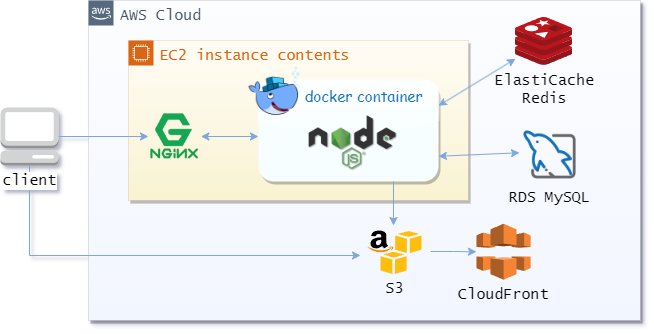 aws
AWS Cloud
EC2 instance contents
docker container
ElastiCache
Redis
NGiNX
node
JS
client
RDS MySQL
a
S3
CloudFront